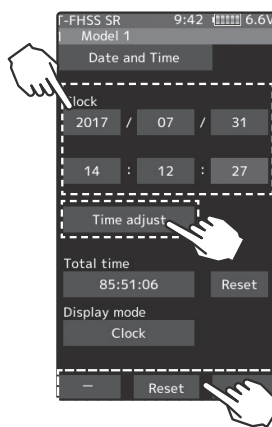 T-FHSS SR 9:42 6.6V
Model 1
Date and Time
Clock
2017 / 07 / 31
14 : 12 : 27
Time adjust
Total time
85:51:06 Reset
Display mode
Clock
− Reset